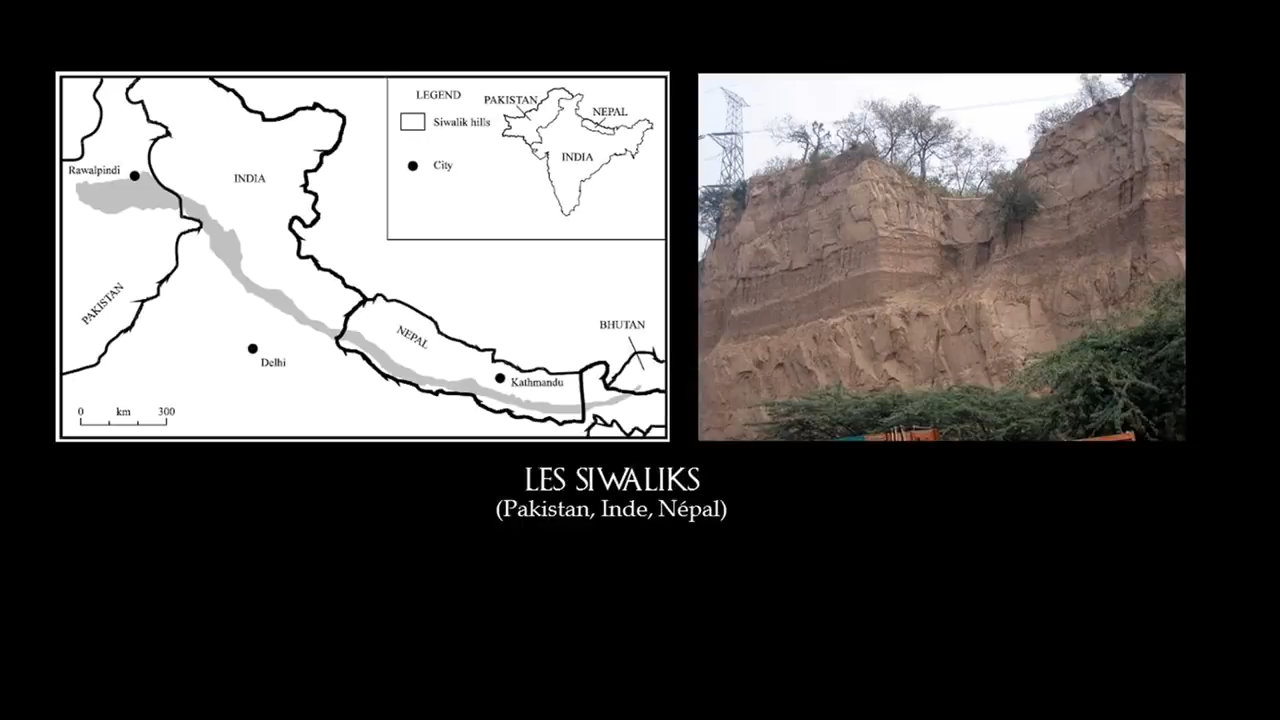 LEGEND
Siwalik hills
City
PAKISTAN
NEPAL
INDIA
Rawalpindi
INDIA
PAKISTAN
NEPAL
BHUTAN
Delhi
Kathmandu
0 km 300
LES SIWALIKS
(Pakistan, Inde, Népal)